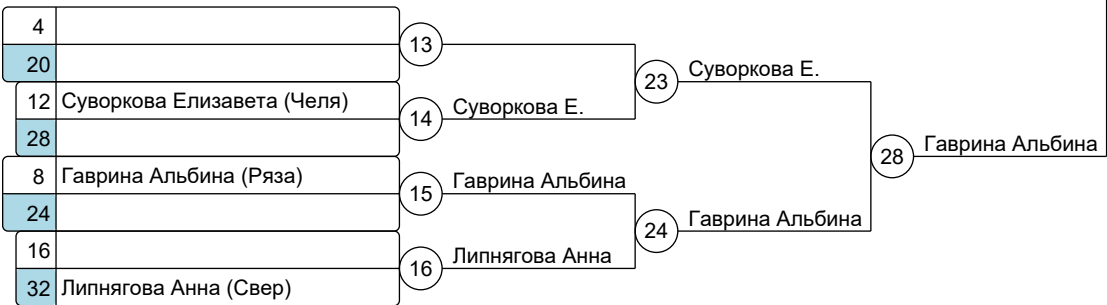 4
13
20
Суворкова Е.
23
12 Суворкова Елизавета (Челя)
Суворкова Е.
14
28
Гаврина Альбина
28
8 Гаврина Альбина (Ряза)
Гаврина Альбина
15
24
Гаврина Альбина
24
16
Липнягова Анна
16
32 Липнягова Анна (Свер)